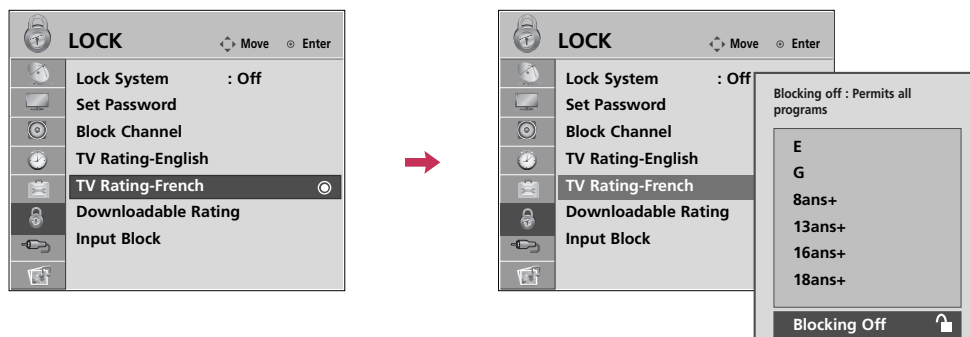 LOCK
Move
Enter
Lock System : Off
Set Password
Block Channel
TV Rating-English
TV Rating-French
Downloadable Rating
Input Block
LOCK
Move
Enter
Lock System : Off
Set Password
Block Channel
TV Rating-English
TV Rating-French
Downloadable Rating
Input Block
Blocking off : Permits all
programs
E
G
8ans+
13ans+
16ans+
18ans+
Blocking Off